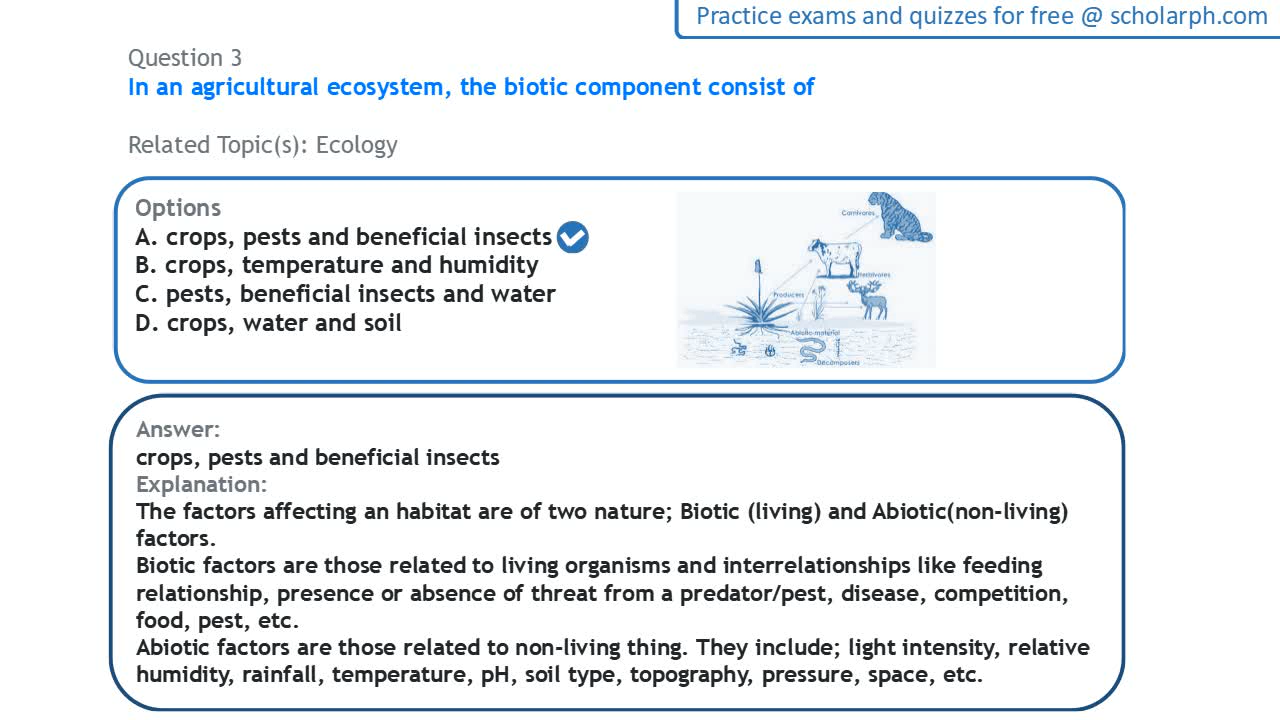 Practice exams and quizzes for free @ scholarph.com
Question 3
In an agricultural ecosystem, the biotic component consist of
Related Topic(s): Ecology
Options
A. crops, pests and beneficial insects
B. crops, temperature and humidity
C. pests, beneficial insects and water
D. crops, water and soil
Carnivores
Herbivores
Producers
Abiotic material
Decomposers
Answer:
crops, pests and beneficial insects
Explanation:
The factors affecting an habitat are of two nature; Biotic (living) and Abiotic(non-living)
factors.
Biotic factors are those related to living organisms and interrelationships like feeding
relationship, presence or absence of threat from a predator/pest, disease, competition,
food, pest, etc.
Abiotic factors are those related to non-living thing. They include; light intensity, relative
humidity, rainfall, temperature, pH, soil type, topography, pressure, space, etc.